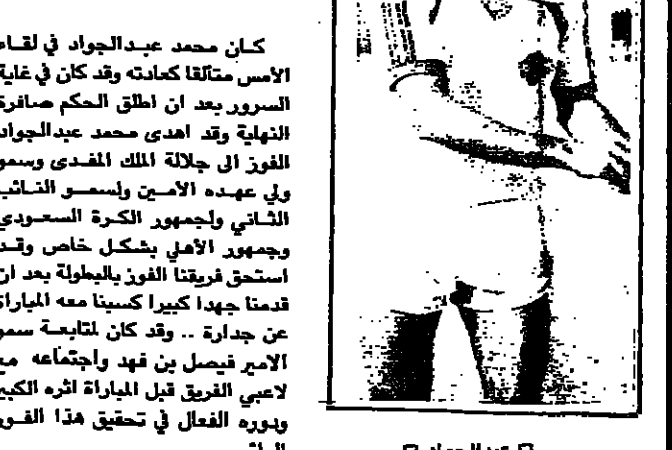 كان محمد عبدالجواد في لقاء
الأمس متألقا كعادته وقد كان في غاية
السرور بعد ان اطلق الحكم صافرة
النهاية وقد اهدى محمد عبدالجواد
الفوز الى جلالة الملك المفدى وسمو
ولي عهده الأمين ولسمو النائب
الثاني ولجمهور الكرة السعودي
وجمهور الأهلي بشكل خاص وقد
استحق فريقنا الفوز بالبطولة بعد ان
قدمنا جهدا كبيرا كسبنا معه المباراة
عن جدارة .. وقد كان لمتابعة سمو
الامير فيصل بن فهد واجتماعه مع
لاعبي الفريق قبل المباراة اثره الكبير
ودوره الفعال في تحقيق هذا الفوز
عبدالجواد